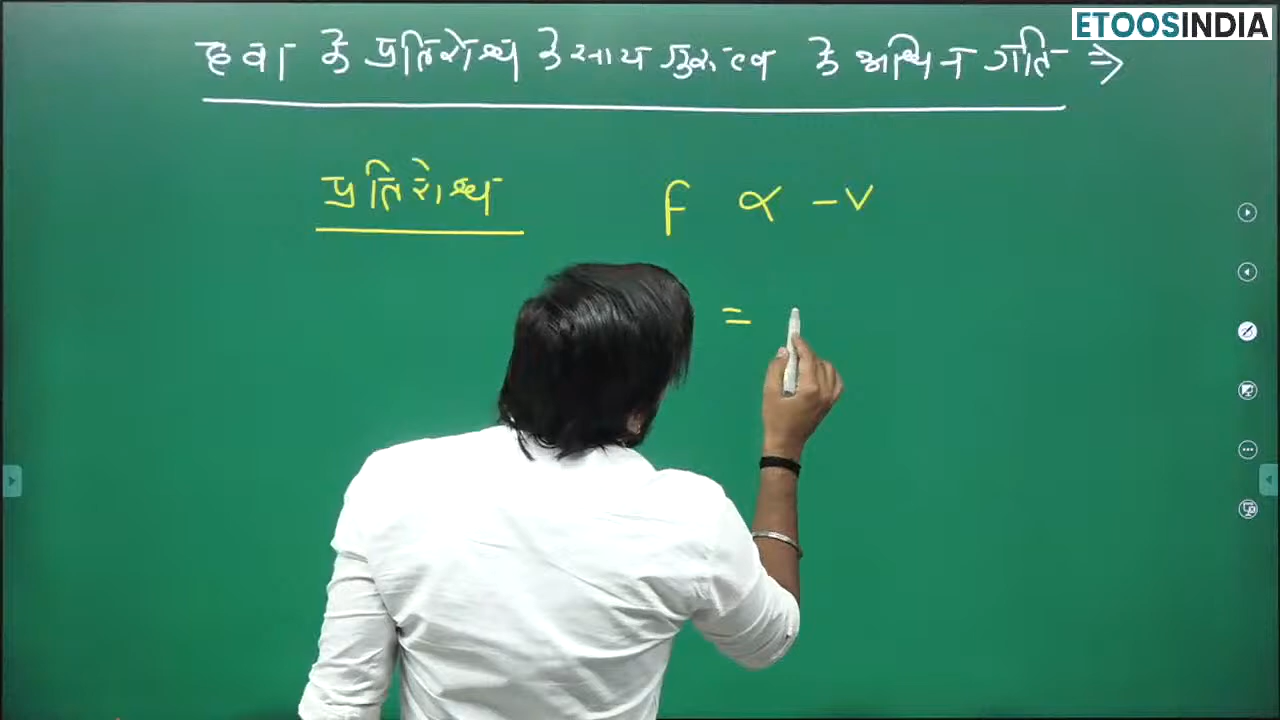 ETOOSINDIA
हवा के प्रतिरोध के साथ गुरुत्व के अधिन गति ⇒
प्रतिरोध F ∝ -v
=